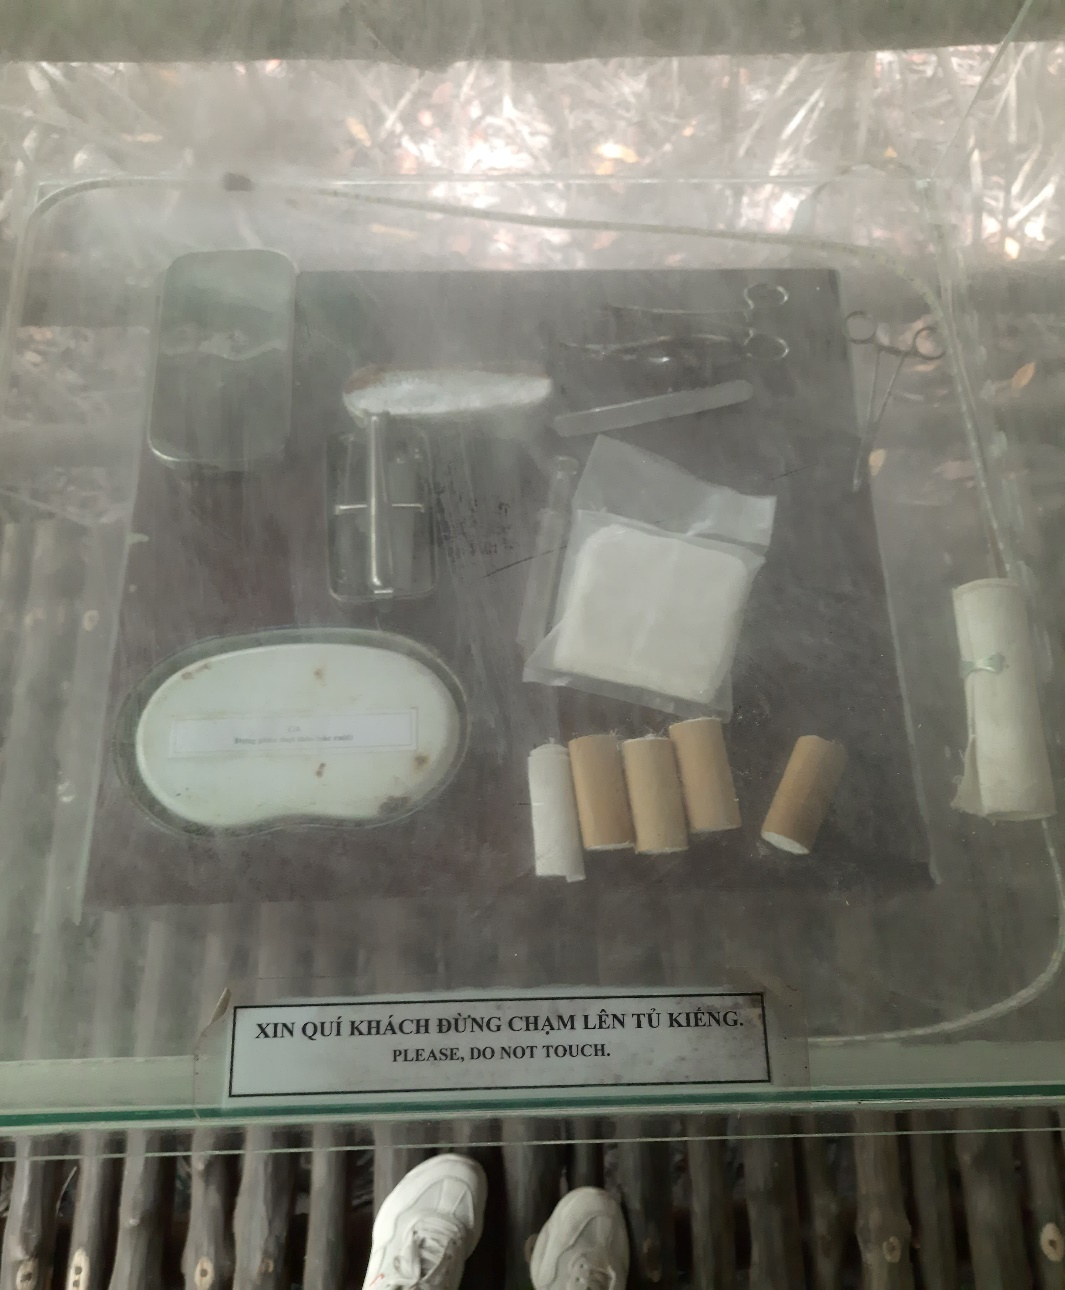 XIN QUÍ KHÁCH ĐỪNG CHẠM LÊN TỦ KIẾNG.
PLEASE, DO NOT TOUCH.